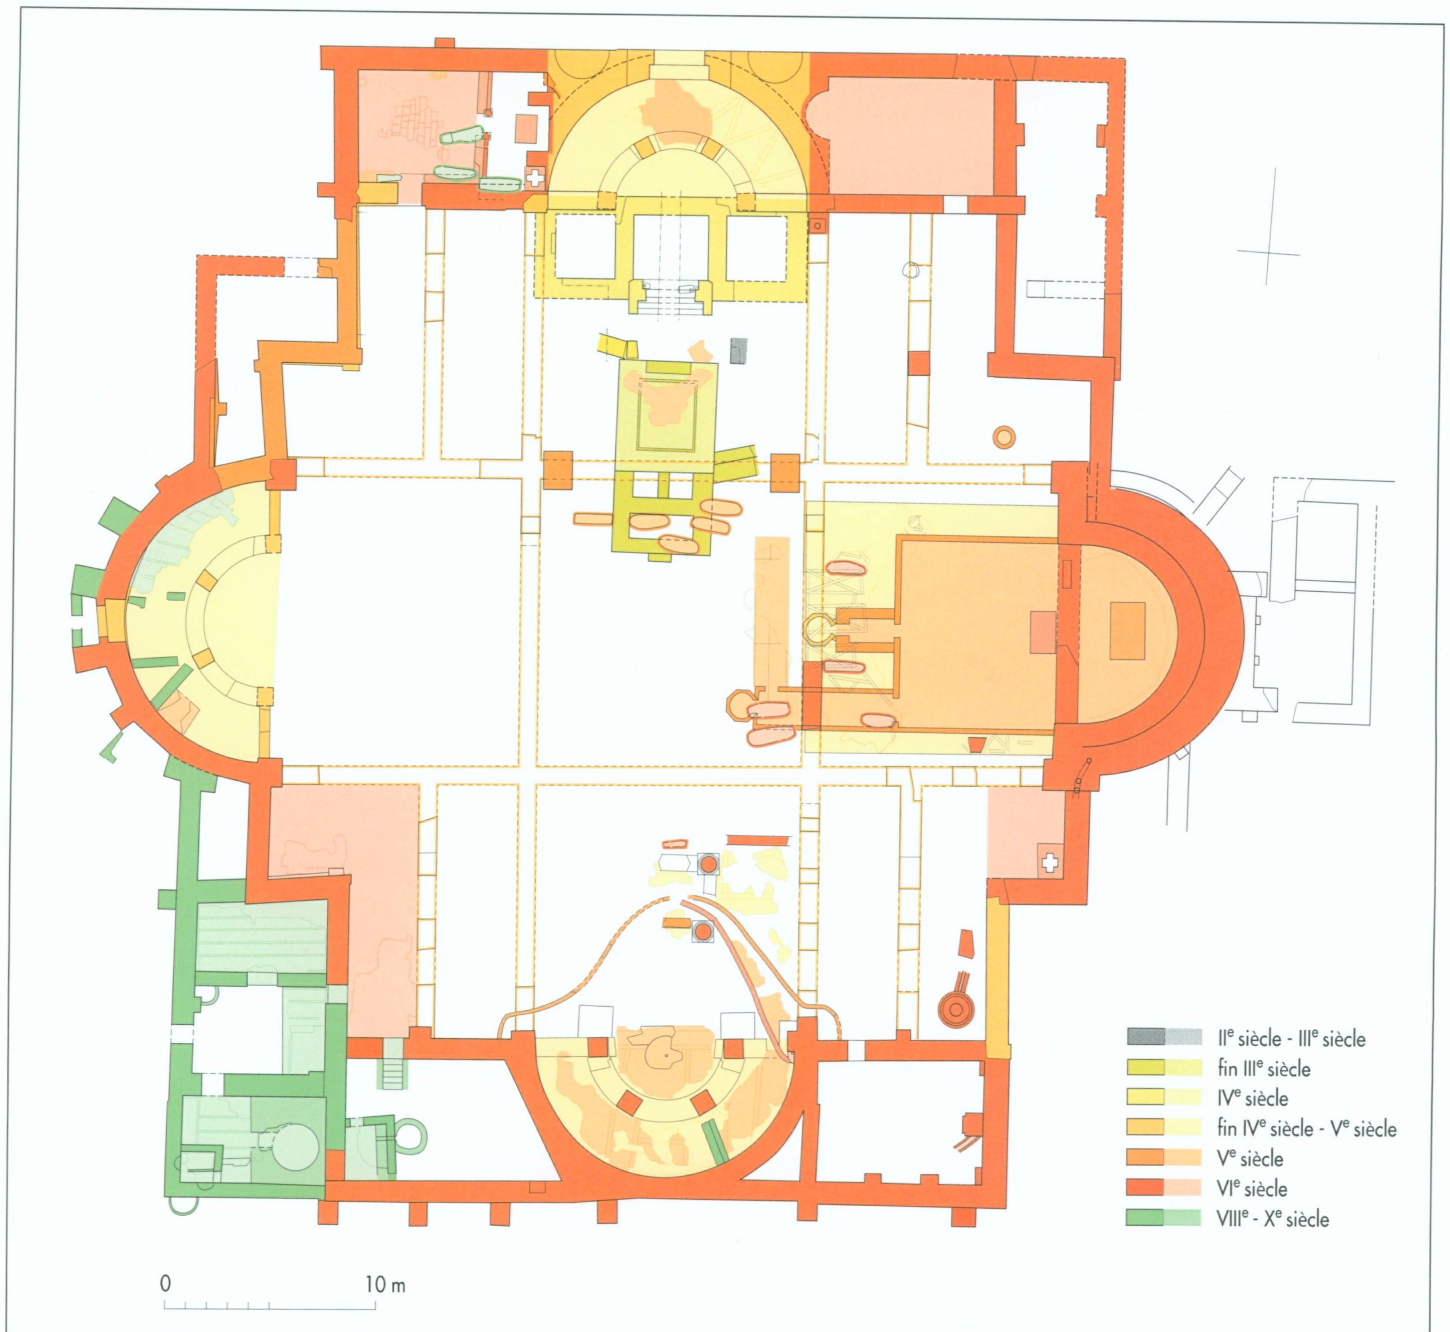 IIᵉ siècle - IIIᵉ siècle
fin IIIᵉ siècle
IVᵉ siècle
fin IVᵉ siècle - Vᵉ siècle
Vᵉ siècle
VIᵉ siècle
VIIIᵉ - Xᵉ siècle
0 10 m